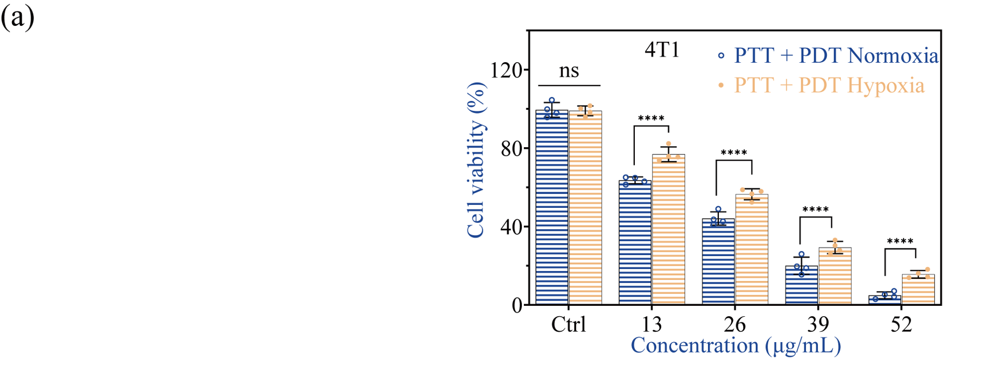 (a)
4T1
PTT + PDT Normoxia
PTT + PDT Hypoxia
ns
****
****
****
****
Cell viability (%)
120
80
40
0
Ctrl 13 26 39 52
Concentration (μg/mL)